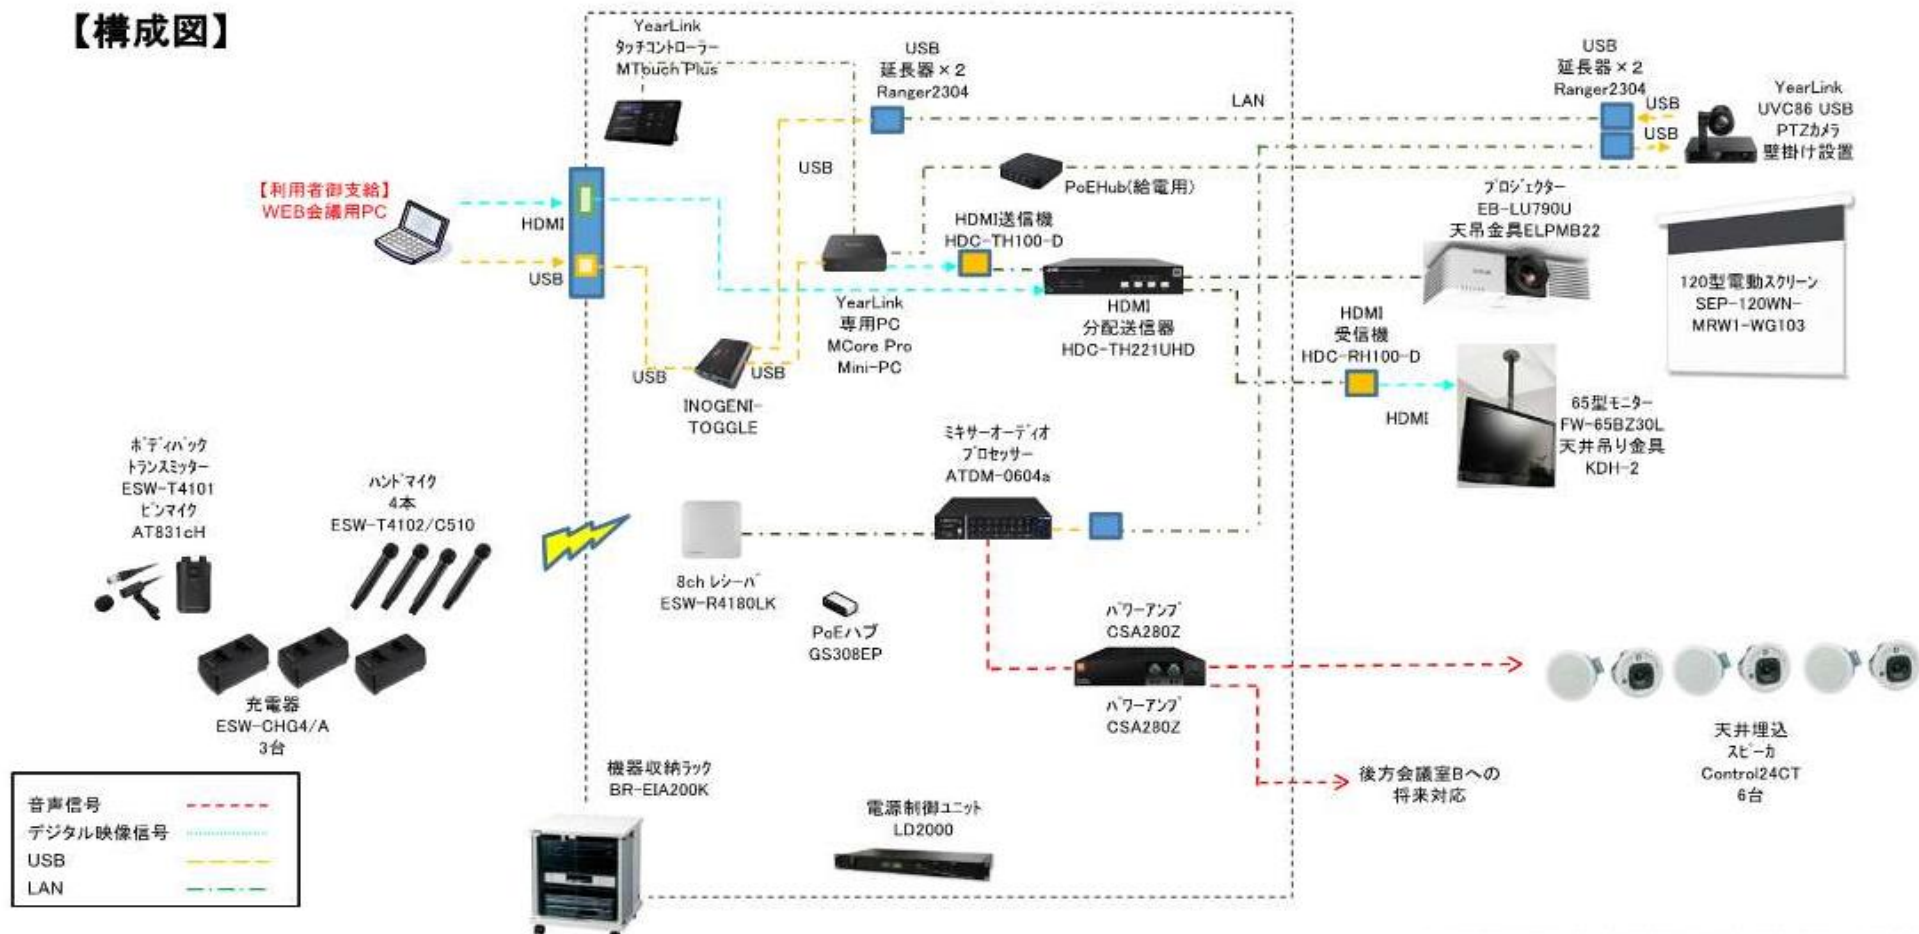 【構成図】
YearLink
タッチコントローラー
MTouch Plus
USB
延長器×2
Ranger2304
LAN
USB
延長器×2
Ranger2304
USB
USB
YearLink
UVC86 USB
PTZカメラ
壁掛け設置
【利用者御支給】
WEB会議用PC
HDMI
USB
USB
PoEHub(給電用)
HDMI送信機
HDC-TH100-D
プロジェクター
EB-LU790U
天吊金具ELPMB22
120型電動スクリーン
SEP-120WN-
MRW1-WG103
YearLink
専用PC
MCore Pro
Mini-PC
HDMI
分配送信器
HDC-TH221UHD
HDMI
受信機
HDC-RH100-D
HDMI
USB
USB
INOGENI-
TOGGLE
65型モニター
FW-65BZ30L
天井吊り金具
KDH-2
ボディパック
トランスミッター
ESW-T4101
ピンマイク
AT831cH
ハンドマイク
4本
ESW-T4102/C510
ミキサーオーディオ
プロセッサー
ATDM-0604a
8ch レシーバ
ESW-R4180LK
PoEハブ
GS308EP
パワーアンプ
CSA280Z
パワーアンプ
CSA280Z
充電器
ESW-CHG4/A
3台
天井埋込
スピーカ
Control24CT
6台
後方会議室Bへの
将来対応
機器収納ラック
BR-EIA200K
電源制御ユニット
LD2000
音声信号
デジタル映像信号
USB
LAN